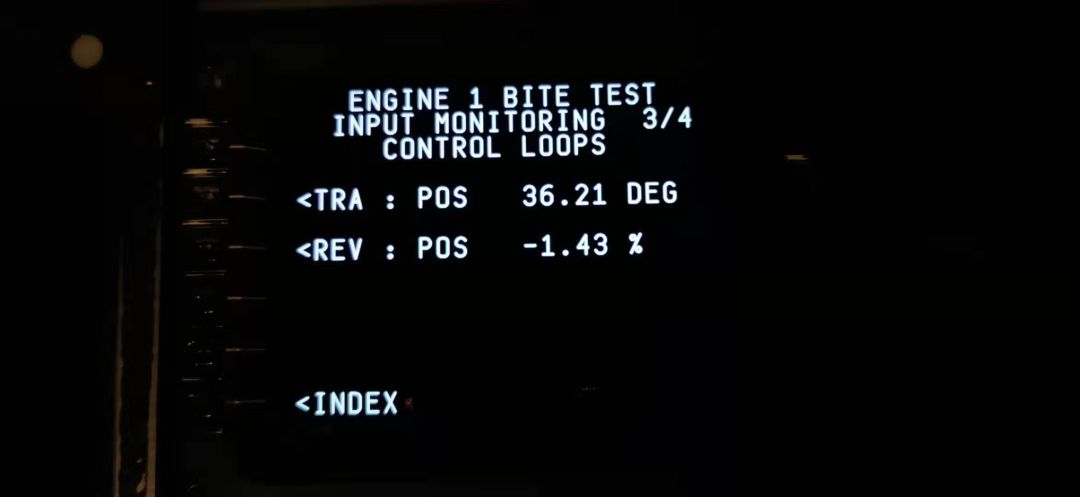 ENGINE 1 BITE TEST
INPUT MONITORING 3/4
CONTROL LOOPS
<TRA : POS 36.21 DEG
<REV : POS -1.43 %
<INDEX